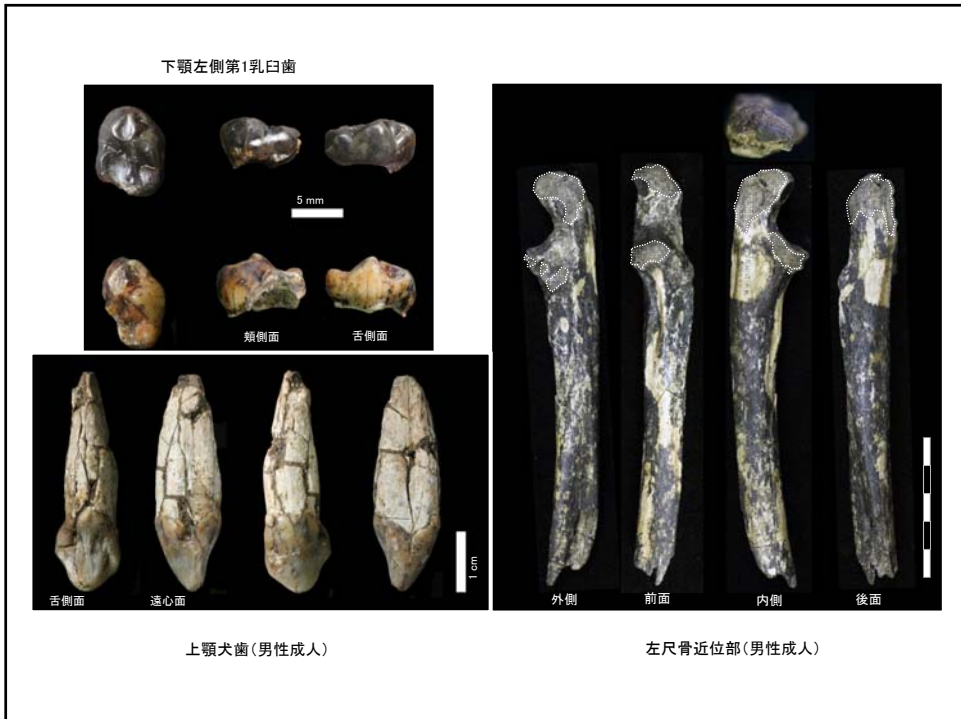 下顎左側第1乳臼歯
5 mm
頬側面
舌側面
舌側面
遠心面
1 cm
上顎犬歯(男性成人)
外側
前面
内側
後面
左尺骨近位部(男性成人)